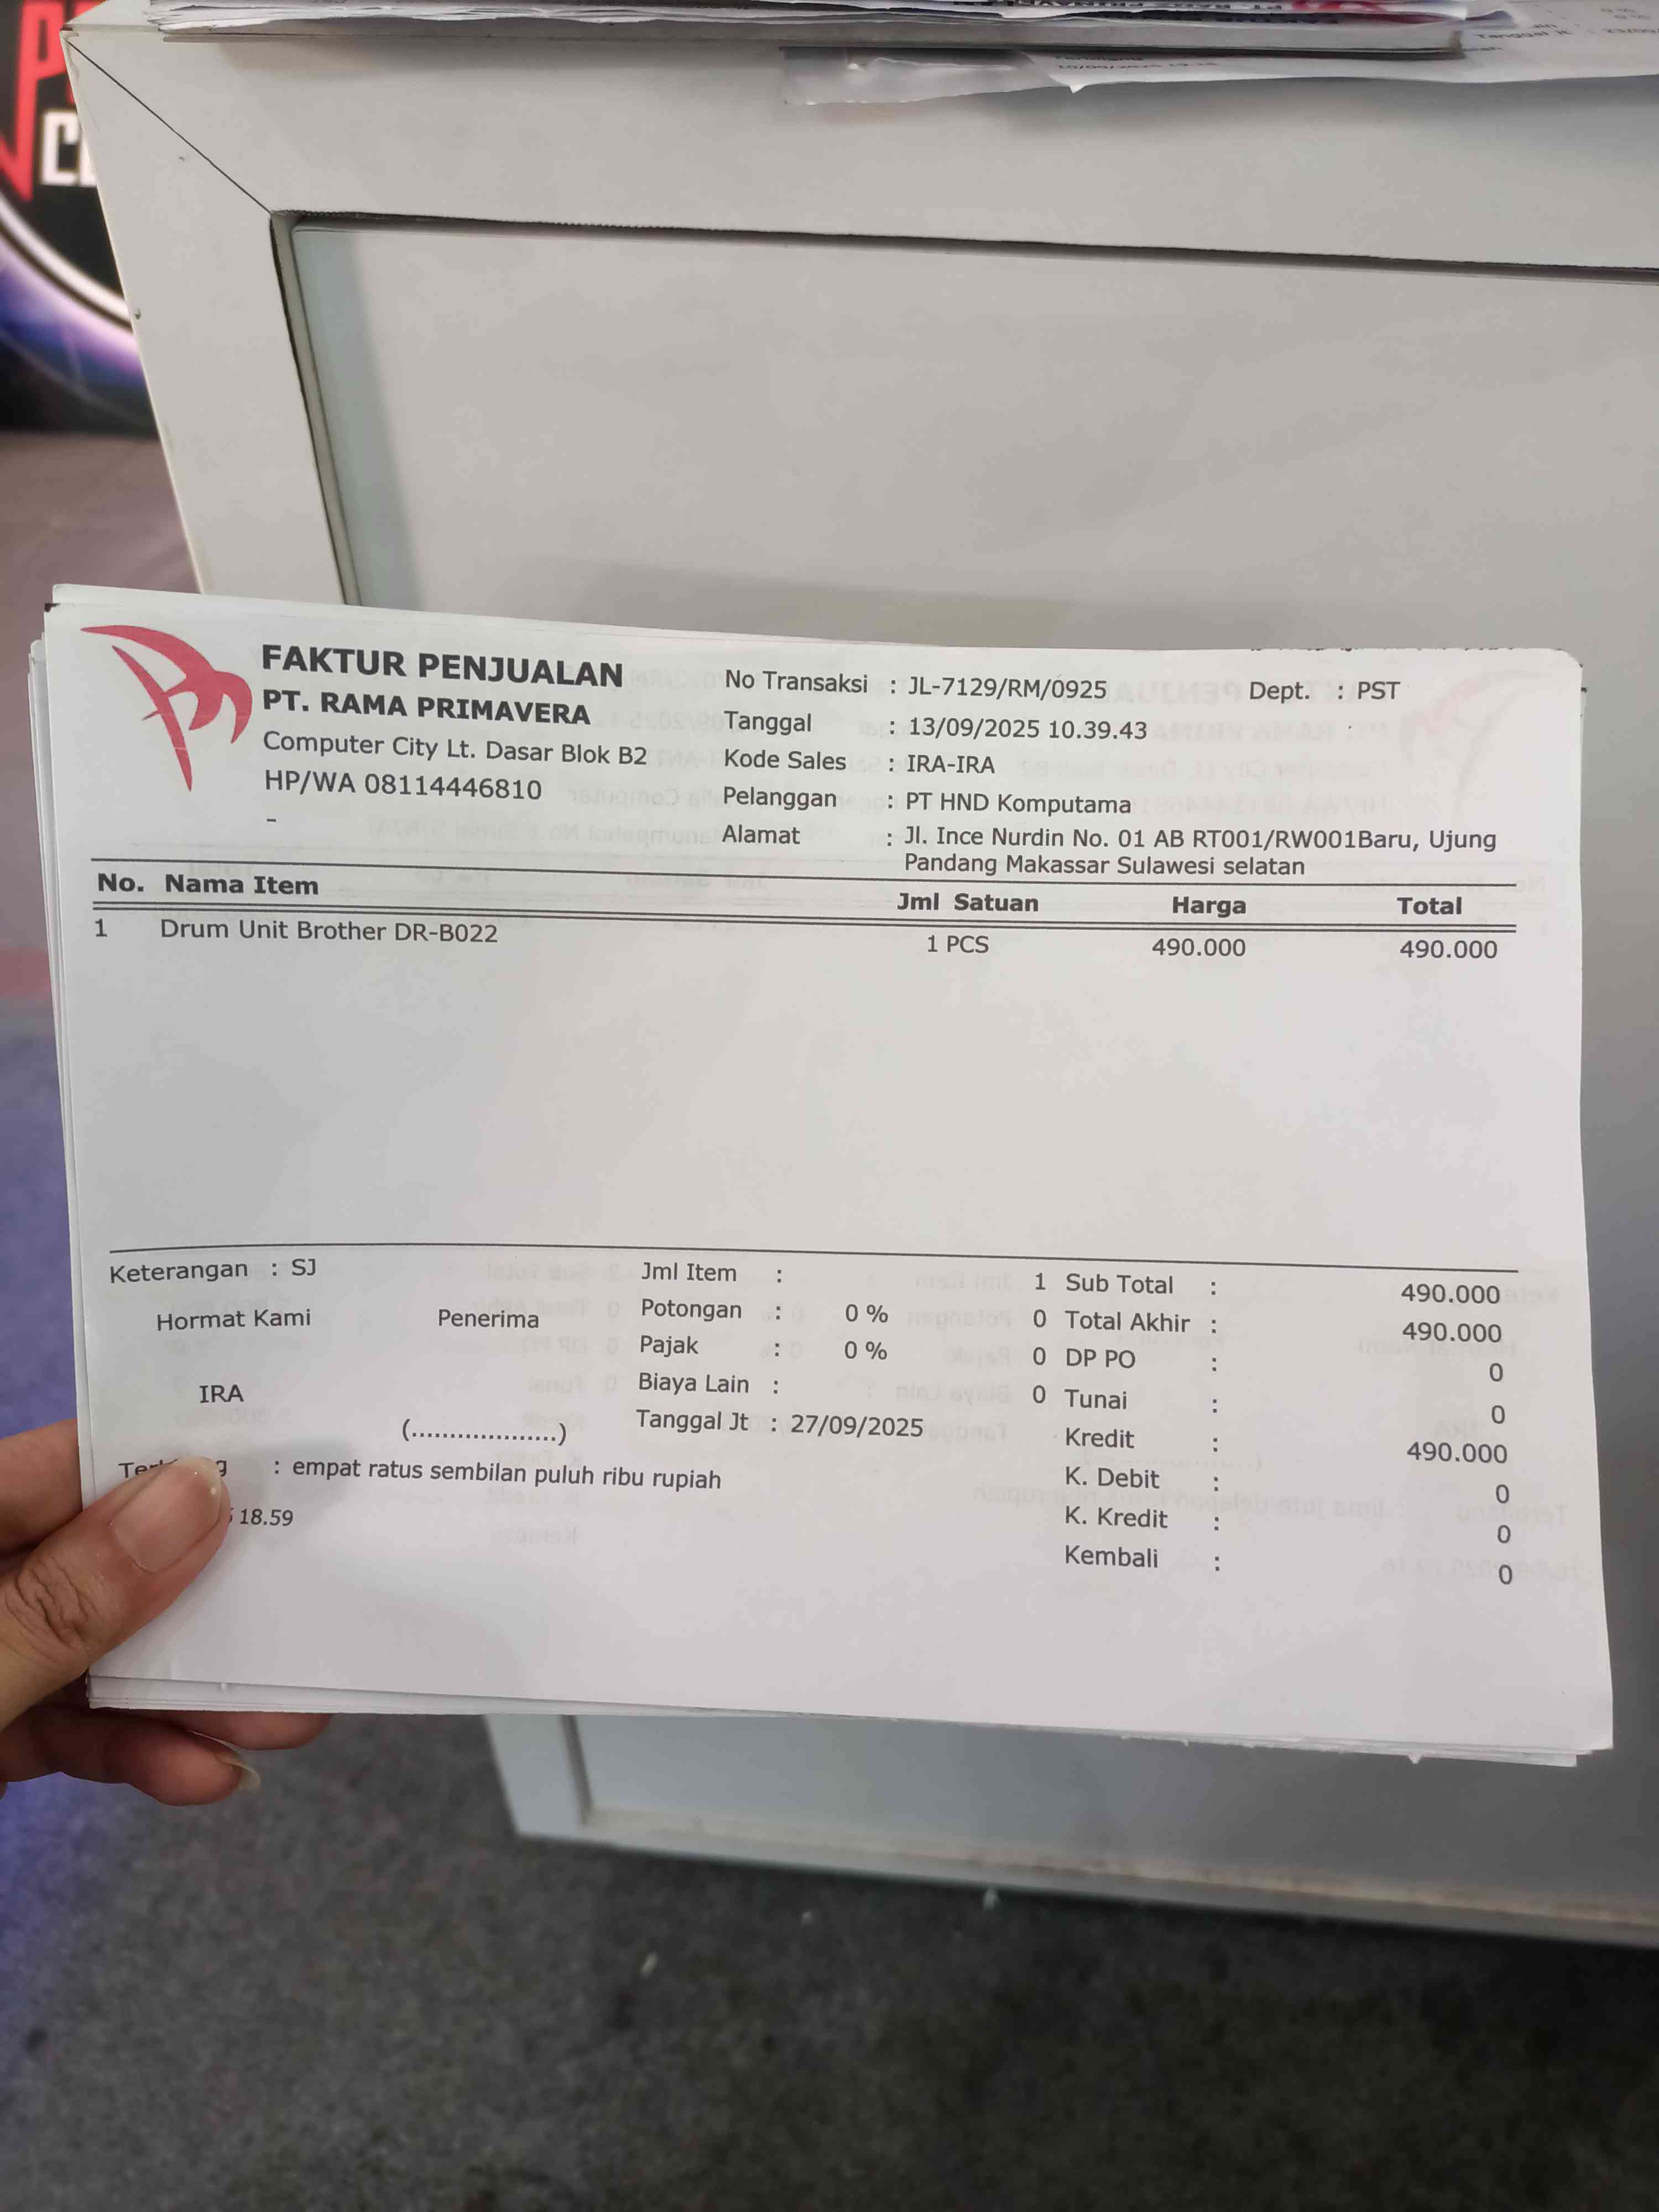 FAKTUR PENJUALAN
PT. RAMA PRIMAVERA
Computer City Lt. Dasar Blok B2
HP/WA 08114446810
-
No Transaksi : JL-7129/RM/0925 Dept. : PST
Tanggal : 13/09/2025 10.39.43
Kode Sales : IRA-IRA
Pelanggan : PT HND Komputama
Alamat : Jl. Ince Nurdin No. 01 AB RT001/RW001Baru, Ujung
Pandang Makassar Sulawesi selatan
No. Nama Item Jml Satuan Harga Total
1 Drum Unit Brother DR-B022 1 PCS 490.000 490.000
Keterangan : SJ
Hormat Kami Penerima
IRA
(...................)
Jml Item : 1
Potongan : 0 % 0
Pajak : 0 % 0
Biaya Lain : 0
Tanggal Jt : 27/09/2025
Sub Total : 490.000
Total Akhir : 490.000
DP PO : 0
Tunai : 0
Kredit : 490.000
K. Debit : 0
K. Kredit : 0
Kembali : 0
: empat ratus sembilan puluh ribu rupiah
18.59